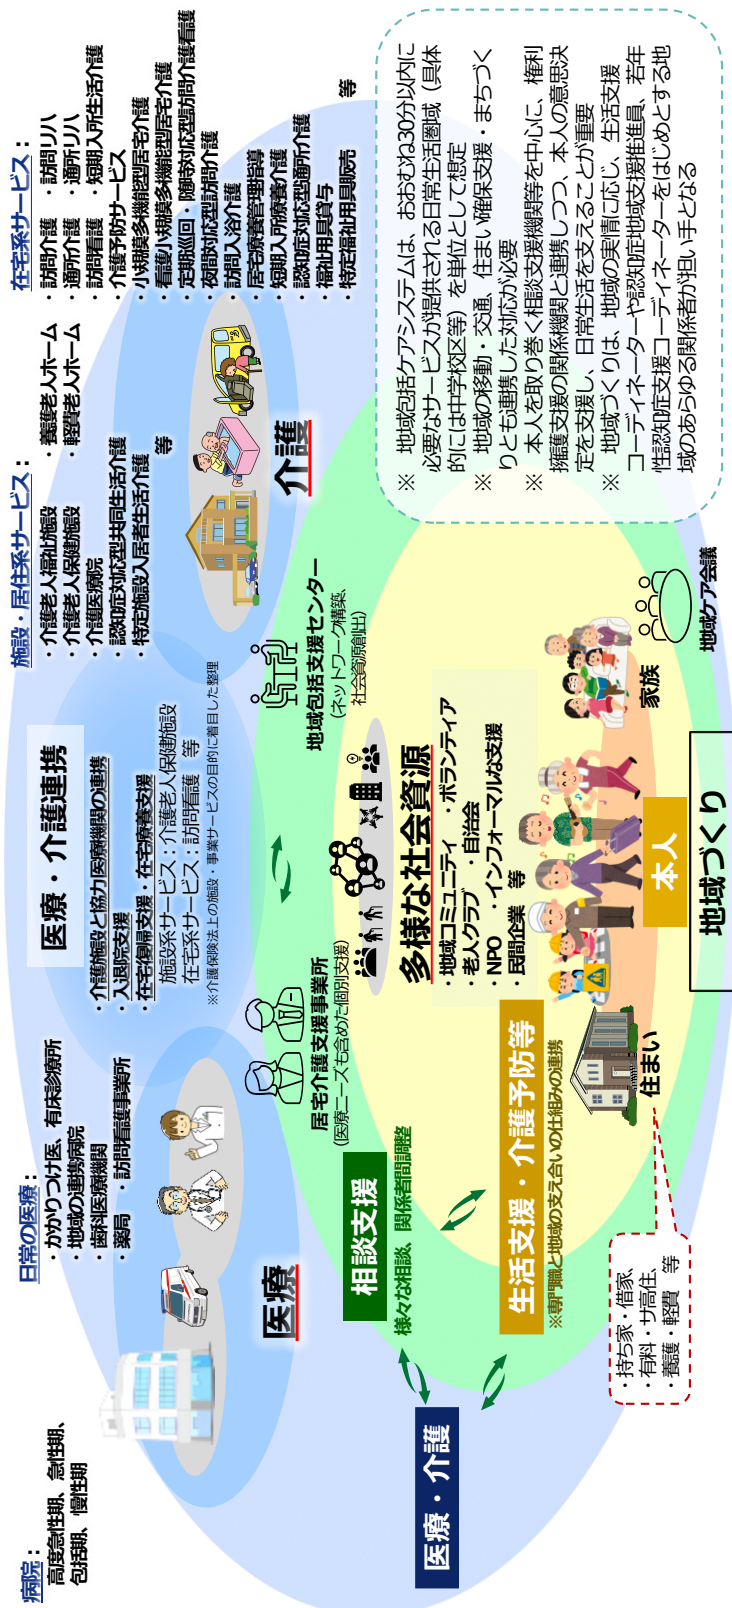 病院：
高度急性期、急性期、
包括期、慢性期
日常の医療：
・かかりつけ医、有床診療所
・地域の連携病院
・歯科医療機関
・薬局　・訪問看護事業所
医療
医療・介護連携
・介護施設と協力医療機関の連携
・入退院支援
・在宅復帰支援・在宅療養支援
施設系サービス：介護老人保健施設
在宅系サービス：訪問看護　等
※介護保険法上の施設・事業サービスの目的に着目した整理
施設・居住系サービス：
・介護老人福祉施設　・養護老人ホーム
・介護老人保健施設　・軽費老人ホーム
・介護医療院
・認知症対応型共同生活介護
・特定施設入居者生活介護
等
在宅系サービス：
・訪問介護　・訪問リハ
・通所介護　・通所リハ
・訪問看護　・短期入所生活介護
・介護予防サービス
・小規模多機能型居宅介護
・看護小規模多機能型居宅介護
・定期巡回・随時対応型訪問介護看護
・夜間対応型訪問介護
・訪問入浴介護
・居宅療養管理指導
・短期入所療養介護
・認知症対応型通所介護
・福祉用具貸与
・特定福祉用具販売
等
介護
居宅介護支援事業所
（医療ニーズも含めた個別支援）
地域包括支援センター
（ネットワーク構築、
社会資源創出）
相談支援
様々な相談、関係者間調整
医療・介護
多様な社会資源
・地域コミュニティ　・ボランティア
・老人クラブ　・自治会
・NPO　・インフォーマルな支援
・民間企業　等
生活支援・介護予防等
※専門職と地域の支え合いの仕組みの連携
住まい
・持ち家・借家、
・有料・サ高住、
・養護・軽費　等
本人
家族
地域ケア会議
地域づくり
※　地域包括ケアシステムは、おおむね30分以内に
必要なサービスが提供される日常生活圏域（具体
的には中学校区等）を単位として想定
※　地域の移動・交通、住まい確保支援・まちづく
りとも連携した対応が必要
※　本人を取り巻く相談支援機関等を中心に、権利
擁護支援の関係機関と連携しつつ、本人の意思決
定を支援し、日常生活を支えることが重要
※　地域づくりは、地域の実情に応じ、生活支援
コーディネーターや認知症地域支援推進員、若年
性認知症支援コーディネーターをはじめとする地
域のあらゆる関係者が担い手となる